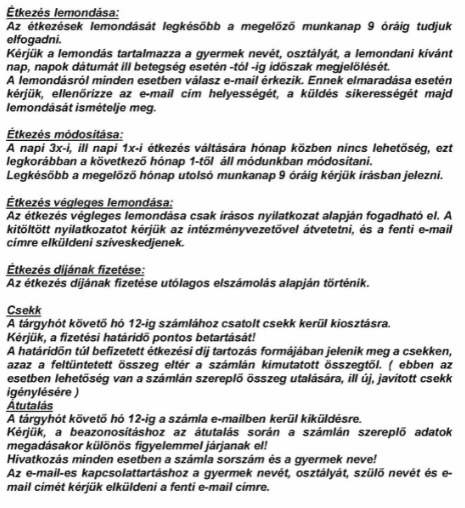 Étkezés lemondása:
Az étkezések lemondását legkésőbb a megelőző munkanap 9 óráig tudjuk
elfogadni.
Kérjük a lemondás tartalmazza a gyermek nevét, osztályát, a lemondani kívánt
nap, napok dátumát ill betegség esetén -tól -ig időszak megjelölését.
A lemondásról minden esetben válasz e-mail érkezik. Ennek elmaradása esetén
kérjük, ellenőrizze az e-mail cím helyességét, a küldés sikerességét majd
lemondását ismételje meg.
Étkezés módosítása:
A napi 3x-i, ill napi 1x-i étkezés váltására hónap közben nincs lehetőség, ezt
legkorábban a következő hónap 1-től áll módunkban módosítani.
Legkésőbb a megelőző hónap utolsó munkanap 9 óráig kérjük írásban jelezni.
Étkezés végleges lemondása:
Az étkezés végleges lemondása csak írásos nyilatkozat alapján fogadható el. A
kitöltött nyilatkozatot kérjük az intézményvezetővel átvetetni, és a fenti e-mail
címre elküldeni szíveskedjenek.
Étkezés díjának fizetése:
Az étkezés díjának fizetése utólagos elszámolás alapján történik.
Csekk
A tárgyhót követő hó 12-ig számlához csatolt csekk kerül kiosztásra.
Kérjük, a fizetési határidő pontos betartását!
A határidőn túl befizetett étkezési díj tartozás formájában jelenik meg a csekken,
azaz a feltüntetett összeg eltér a számlán kimutatott összegtől. ( ebben az
esetben lehetőség van a számlán szereplő összeg utalására, ill új, javított csekk
igénylésére )
Átutalás
A tárgyhót követő hó 12-ig a számla e-mailben kerül kiküldésre.
Kérjük, a beazonosításhoz az átutalás során a számlán szereplő adatok
megadásakor különös figyelemmel járjanak el!
Hivatkozás minden esetben a számla sorszám és a gyermek neve!
Az e-mail-es kapcsolattartáshoz a gyermek nevét, osztályát, szülő nevét és e-
mail címét kérjük elküldeni a fenti e-mail címre.